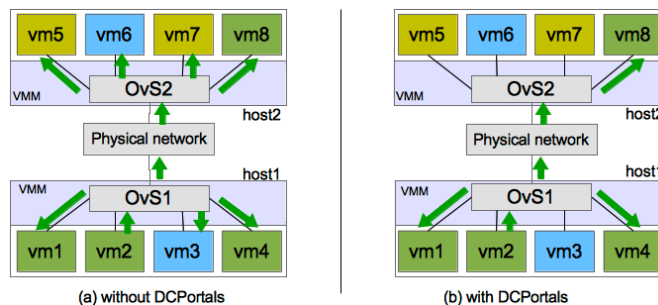 vm5 vm6 vm7 vm8
OvS2
VMM
host2
Physical network
host1
VMM
OvS1
vm1 vm2 vm3 vm4
(a) without DCPortals
vm5 vm6 vm7 vm8
OvS2
VMM
host2
Physical network
host1
VMM
OvS1
vm1 vm2 vm3 vm4
(b) with DCPortals